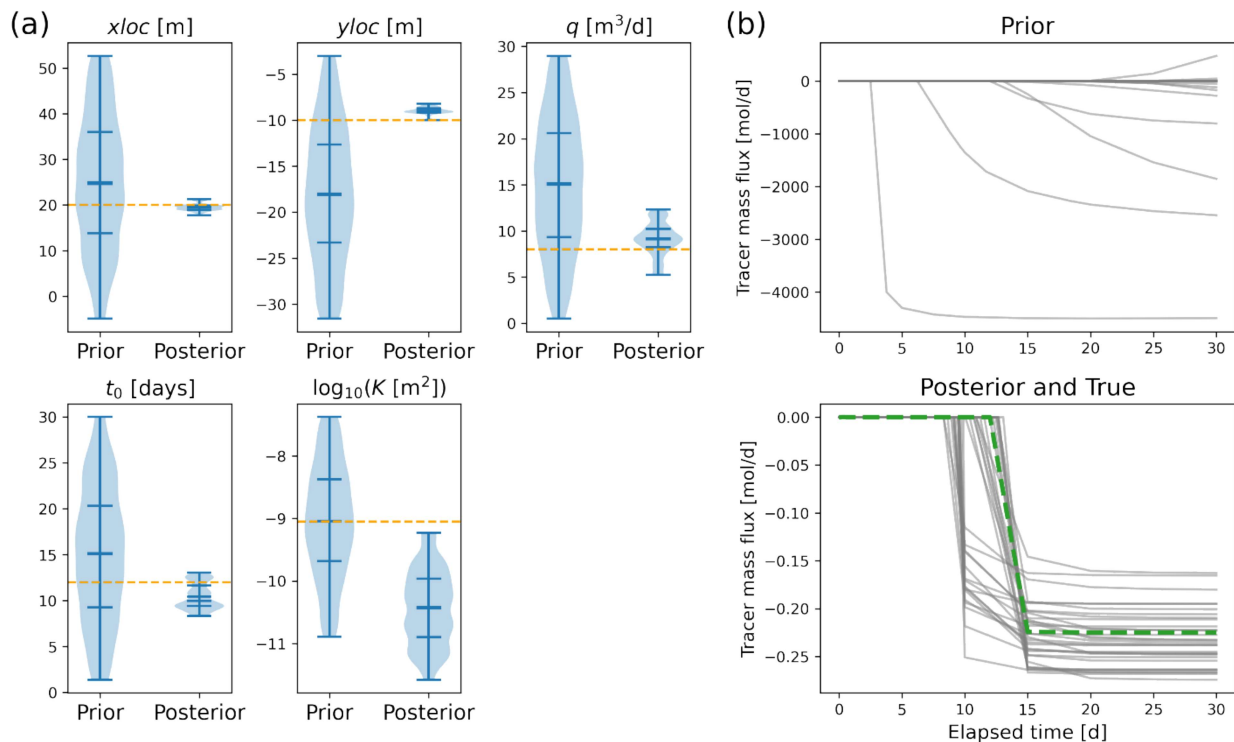 (a)
xloc [m]
50
40
30
20
10
0
Prior
Posterior
yloc [m]
−5
−10
−15
−20
−25
−30
Prior
Posterior
q [m³/d]
30
25
20
15
10
5
0
Prior
Posterior
t₀ [days]
30
25
20
15
10
5
0
Prior
Posterior
log₁₀(K [m²])
−8
−9
−10
−11
Prior
Posterior
(b)
Prior
Tracer mass flux [mol/d]
0
−1000
−2000
−3000
−4000
0 5 10 15 20 25 30
Posterior and True
Tracer mass flux [mol/d]
0.00
−0.05
−0.10
−0.15
−0.20
−0.25
0 5 10 15 20 25 30
Elapsed time [d]